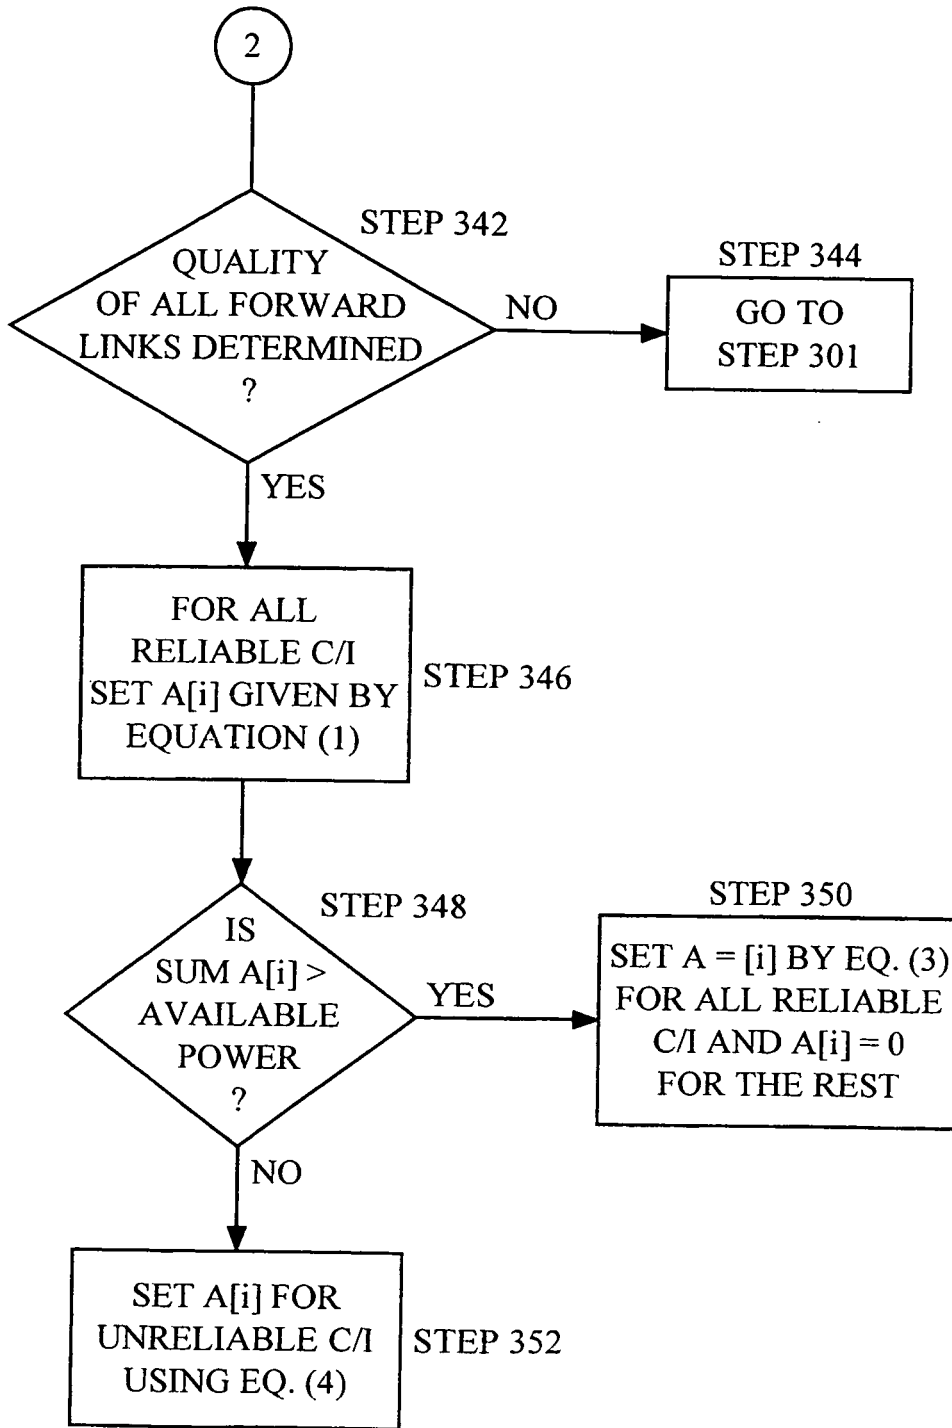 2
STEP 342
QUALITY
OF ALL FORWARD
LINKS DETERMINED
?
NO
STEP 344
GO TO
STEP 301
YES
FOR ALL
RELIABLE C/I
SET A[i] GIVEN BY
EQUATION (1)
STEP 346
STEP 348
IS
SUM A[i] >
AVAILABLE
POWER
?
YES
STEP 350
SET A = [i] BY EQ. (3)
FOR ALL RELIABLE
C/I AND A[i] = 0
FOR THE REST
NO
SET A[i] FOR
UNRELIABLE C/I
USING EQ. (4)
STEP 352